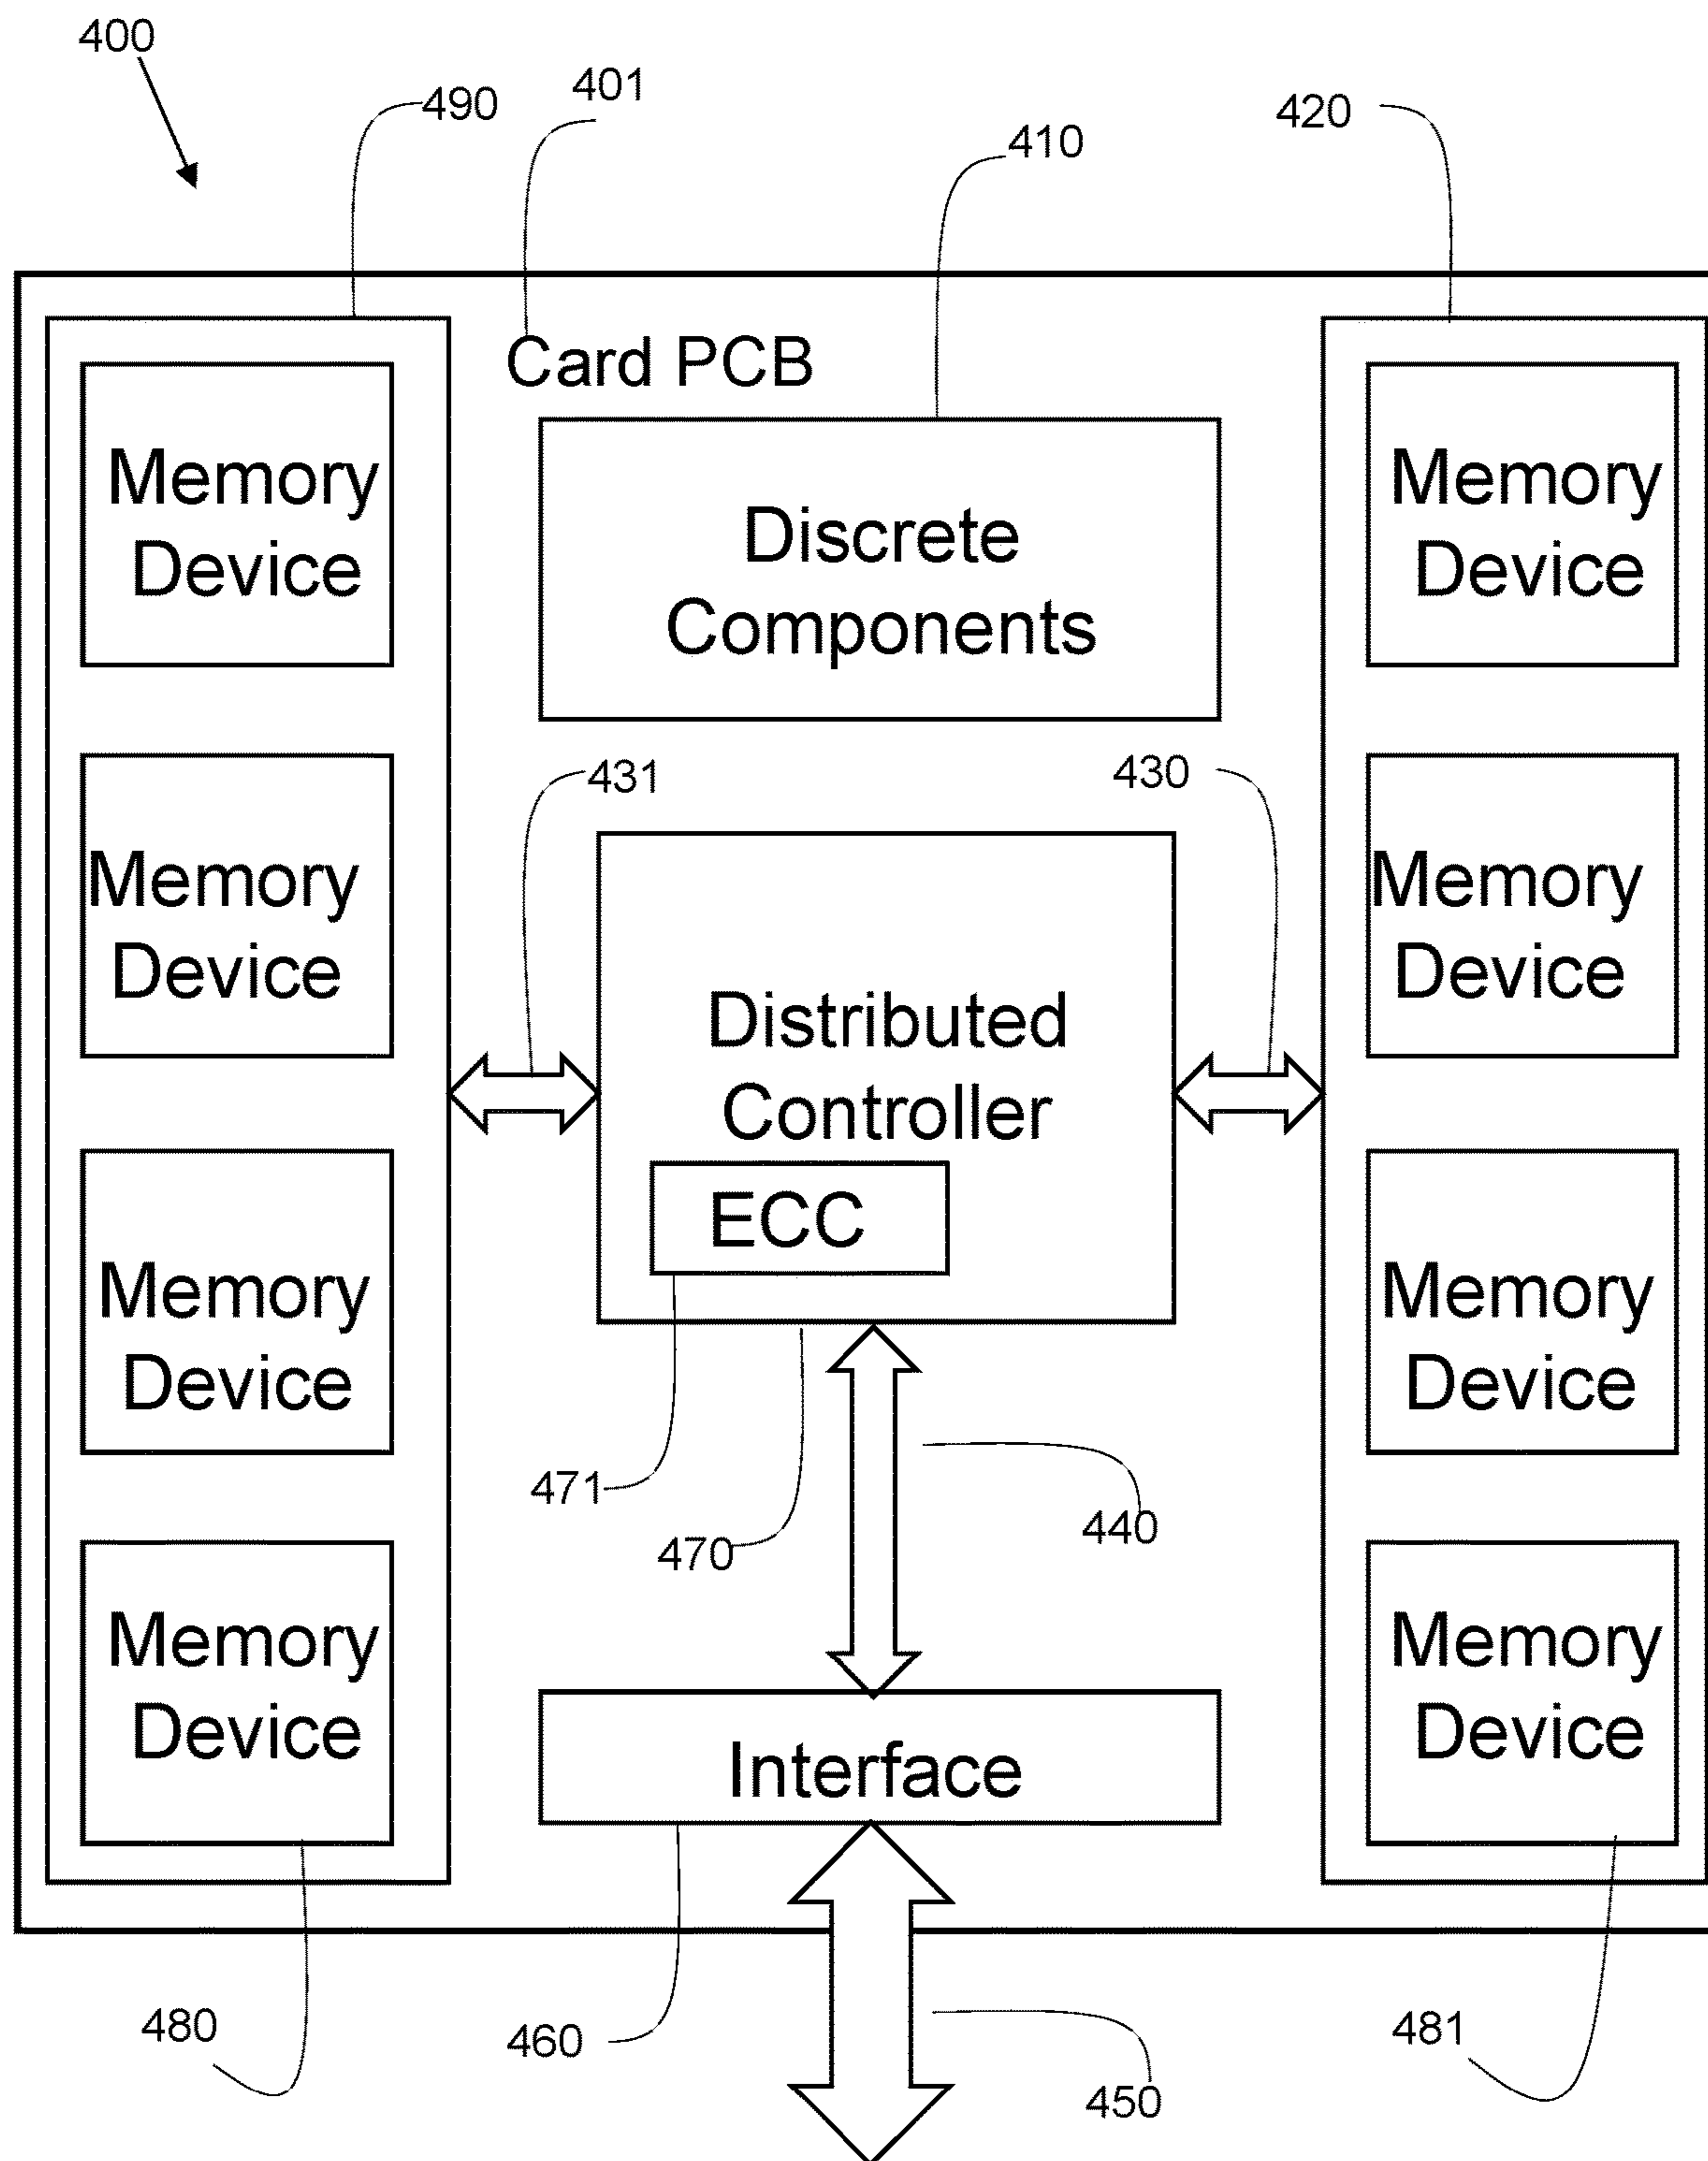 400
490
401
410
420
Card PCB
Memory
Device
Discrete
Components
Memory
Device
431
430
Memory
Device
Distributed
Controller
ECC
Memory
Device
Memory
Device
Memory
Device
471
470
440
Memory
Device
Interface
Memory
Device
480
460
450
481